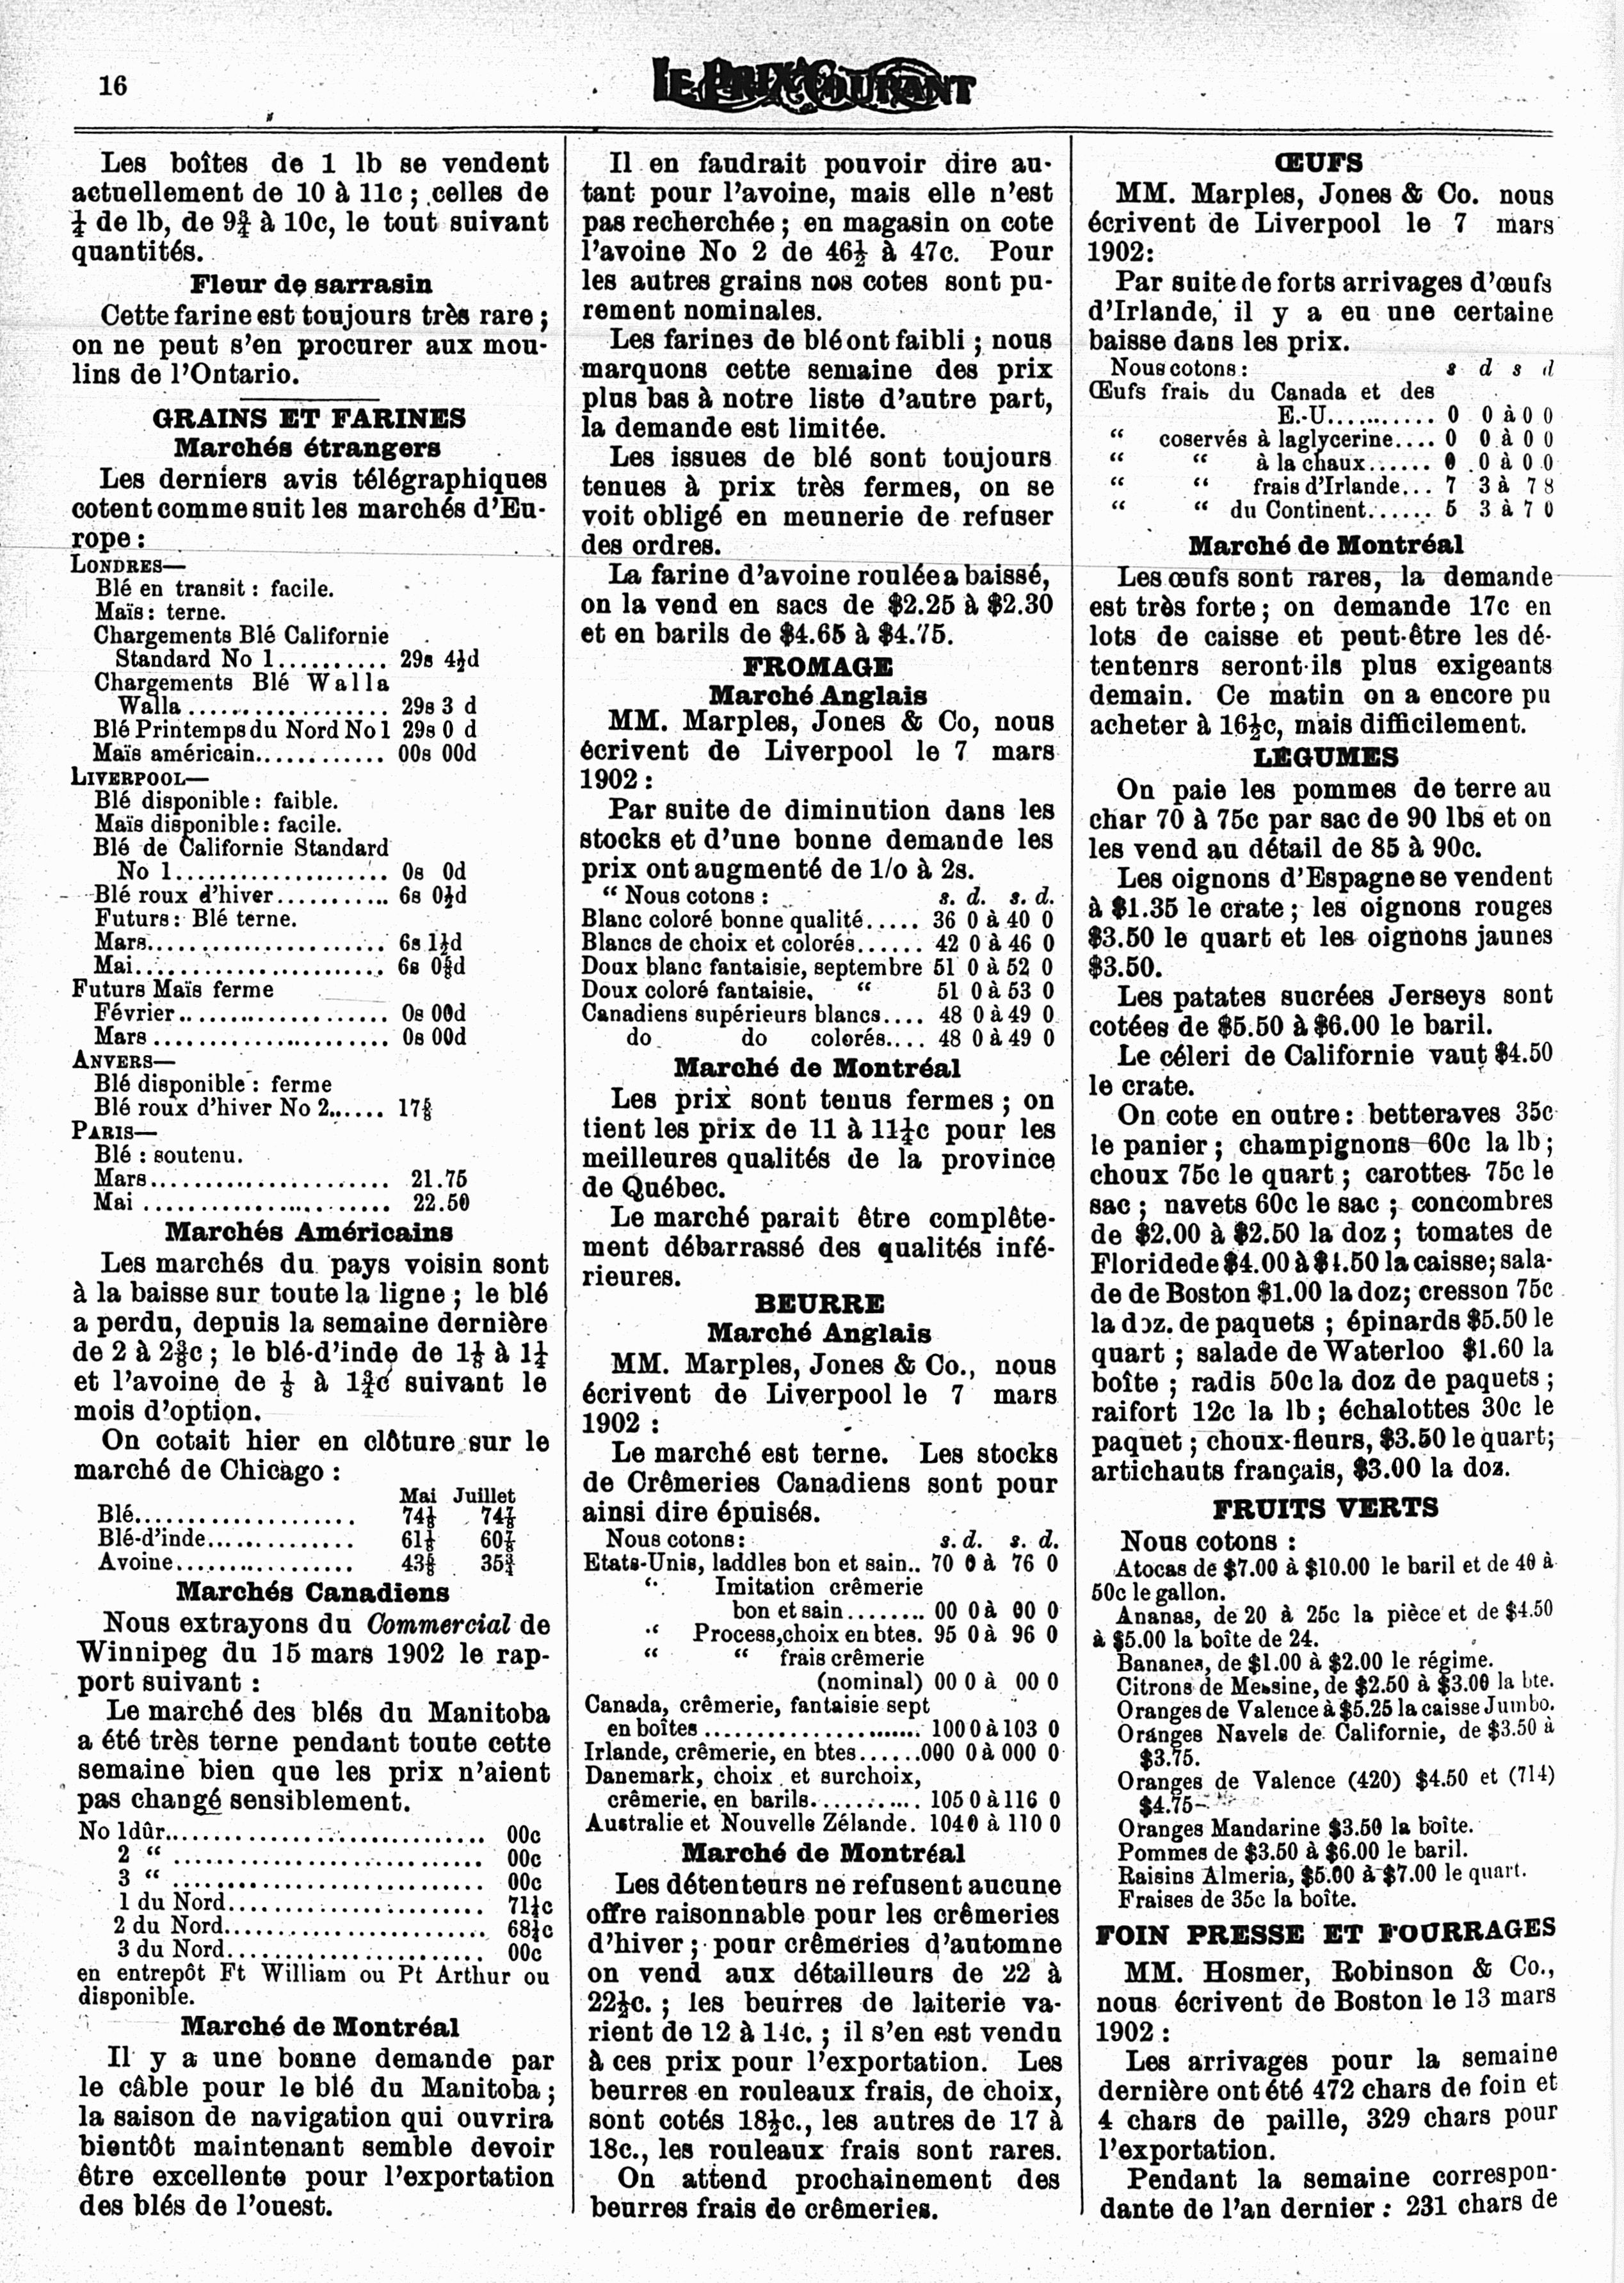 16
LE PRIX COURANT
Les boîtes de 1 lb se vendent
actuellement de 10 à 11c ; celles de
½ de lb, de 9¾ à 10c, le tout suivant
quantités.
Fleur de sarrasin
Cette farine est toujours très rare ;
on ne peut s'en procurer aux mou-
lins de l'Ontario.
GRAINS ET FARINES
Marchés étrangers
Les derniers avis télégraphiques
cotent comme suit les marchés d'Eu-
rope :
LONDRES—
Blé en transit : facile.
Maïs : terne.
Chargements Blé Californie
Standard No 1.......... 29s 4½d
Chargements Blé Walla
Walla .................. 29s 3 d
Blé Printemps du Nord No 1 29s 0 d
Maïs américain............ 00s 00d
LIVERPOOL—
Blé disponible : faible.
Maïs disponible : facile.
Blé de Californie Standard
No 1................... 0s 0d
Blé roux d'hiver........... 6s 0½d
Futurs : Blé terne.
Mars...................... 6s 1½d
Mai....................... 6s 0⅝d
Futurs Maïs ferme
Février.................... 0s 00d
Mars ...................... 0s 00d
ANVERS—
Blé disponible : ferme
Blé roux d'hiver No 2...... 17⅝
PARIS—
Blé : soutenu.
Mars...................... 21.75
Mai ...................... 22.50
Marchés Américains
Les marchés du pays voisin sont
à la baisse sur toute la ligne ; le blé
a perdu, depuis la semaine dernière
de 2 à 2⅜c ; le blé-d'inde de 1⅛ à 1¼
et l'avoine de ⅛ à 1¾c suivant le
mois d'option.
On cotait hier en clôture sur le
marché de Chicago :
Mai Juillet
Blé..................... 74½ 74⅞
Blé-d'inde.............. 61½ 60⅞
Avoine................. 43⅝ 35¾
Marchés Canadiens
Nous extrayons du Commercial de
Winnipeg du 15 mars 1902 le rap-
port suivant :
Le marché des blés du Manitoba
a été très terne pendant toute cette
semaine bien que les prix n'aient
pas changé sensiblement.
No 1 dûr.............................. 00c
2 “ ............................. 00c
3 “ ............................. 00c
1 du Nord........................ 71½c
2 du Nord........................ 68½c
3 du Nord........................ 00c
en entrepôt Ft William ou Pt Arthur ou
disponible.
Marché de Montréal
Il y a une bonne demande par
le câble pour le blé du Manitoba ;
la saison de navigation qui ouvrira
bientôt maintenant semble devoir
être excellente pour l'exportation
des blés de l'ouest.
Il en faudrait pouvoir dire au-
tant pour l'avoine, mais elle n'est
pas recherchée ; en magasin on cote
l'avoine No 2 de 46½ à 47c. Pour
les autres grains nos cotes sont pu-
rement nominales.
Les farines de blé ont faibli ; nous
marquons cette semaine des prix
plus bas à notre liste d'autre part,
la demande est limitée.
Les issues de blé sont toujours
tenues à prix très fermes, on se
voit obligé en meunerie de refuser
des ordres.
La farine d'avoine roulée a baissé,
on la vend en sacs de $2.25 à $2.30
et en barils de $4.65 à $4.75.
FROMAGE
Marché Anglais
MM. Marples, Jones & Co, nous
écrivent de Liverpool le 7 mars
1902 :
Par suite de diminution dans les
stocks et d'une bonne demande les
prix ont augmenté de 1/o à 2s.
“ Nous cotons : s. d. s. d.
Blanc coloré bonne qualité..... 36 0 à 40 0
Blancs de choix et colorés...... 42 0 à 46 0
Doux blanc fantaisie, septembre 51 0 à 52 0
Doux coloré fantaisie, “ 51 0 à 53 0
Canadiens supérieurs blancs.... 48 0 à 49 0
do do colorés.... 48 0 à 49 0
Marché de Montréal
Les prix sont tenus fermes ; on
tient les prix de 11 à 11½c pour les
meilleures qualités de la province
de Québec.
Le marché parait être complête-
ment débarrassé des qualités infé-
rieures.
BEURRE
Marché Anglais
MM. Marples, Jones & Co., nous
écrivent de Liverpool le 7 mars
1902 :
Le marché est terne. Les stocks
de Crêmeries Canadiens sont pour
ainsi dire épuisés.
Nous cotons : s. d. s. d.
Etats-Unis, laddles bon et sain.. 70 0 à 76 0
“ Imitation crêmerie
bon et sain........ 00 0 à 00 0
“ Process, choix en btes. 95 0 à 96 0
“ “ frais crêmerie
(nominal) 00 0 à 00 0
Canada, crêmerie, fantaisie sept
en boîtes ...................... 100 0 à 103 0
Irlande, crêmerie, en btes......000 0 à 000 0
Danemark, choix et surchoix,
crêmerie, en barils........... 105 0 à 116 0
Australie et Nouvelle Zélande. 104 0 à 110 0
Marché de Montréal
Les détenteurs ne refusent aucune
offre raisonnable pour les crêmeries
d'hiver ; pour crêmeries d'automne
on vend aux détailleurs de 22 à
22½c. ; les beurres de laiterie va-
rient de 12 à 14c. ; il s'en est vendu
à ces prix pour l'exportation. Les
beurres en rouleaux frais, de choix,
sont cotés 18½c., les autres de 17 à
18c., les rouleaux frais sont rares.
On attend prochainement des
beurres frais de crêmeries.
ŒUFS
MM. Marples, Jones & Co. nous
écrivent de Liverpool le 7 mars
1902:
Par suite de forts arrivages d'œufs
d'Irlande, il y a eu une certaine
baisse dans les prix.
Nous cotons : s d s d
Œufs frais du Canada et des
E.-U........... 0 0 à 0 0
“ coservés à laglycerine.... 0 0 à 0 0
“ “ à la chaux...... 0 0 à 0 0
“ “ frais d'Irlande... 7 3 à 7 8
“ “ du Continent...... 5 3 à 7 0
Marché de Montréal
Les œufs sont rares, la demande
est très forte ; on demande 17c en
lots de caisse et peut-être les dé-
tentenrs seront-ils plus exigeants
demain. Ce matin on a encore pu
acheter à 16½c, mais difficilement.
LEGUMES
On paie les pommes de terre au
char 70 à 75c par sac de 90 lbs et on
les vend au détail de 85 à 90c.
Les oignons d'Espagne se vendent
à $1.35 le crate ; les oignons rouges
$3.50 le quart et les oignons jaunes
$3.50.
Les patates sucrées Jerseys sont
cotées de $5.50 à $6.00 le baril.
Le céleri de Californie vaut $4.50
le crate.
On cote en outre : betteraves 35c
le panier ; champignons 60c la lb ;
choux 75c le quart ; carottes 75c le
sac ; navets 60c le sac ; concombres
de $2.00 à $2.50 la doz ; tomates de
Floride de $4.00 à $4.50 la caisse ; sala-
de de Boston $1.00 la doz; cresson 75c
la doz. de paquets ; épinards $5.50 le
quart ; salade de Waterloo $1.60 la
boîte ; radis 50c la doz de paquets ;
raifort 12c la lb ; échalottes 30c le
paquet ; choux-fleurs, $3.50 le quart ;
artichauts français, $3.00 la doz.
FRUITS VERTS
Nous cotons :
Atocas de $7.00 à $10.00 le baril et de 40 à
50c le gallon.
Ananas, de 20 à 25c la pièce et de $4.50
à $5.00 la boîte de 24.
Bananes, de $1.00 à $2.00 le régime.
Citrons de Messine, de $2.50 à $3.00 la bte.
Oranges de Valence à $5.25 la caisse Jumbo.
Oranges Navels de Californie, de $3.50 à
$3.75.
Oranges de Valence (420) $4.50 et (714)
$4.75
Oranges Mandarine $3.50 la boîte.
Pommes de $3.50 à $6.00 le baril.
Raisins Almeria, $5.00 à $7.00 le quart.
Fraises de 35c la boîte.
FOIN PRESSE ET FOURRAGES
MM. Hosmer, Robinson & Co.,
nous écrivent de Boston le 13 mars
1902 :
Les arrivages pour la semaine
dernière ont été 472 chars de foin et
4 chars de paille, 329 chars pour
l'exportation.
Pendant la semaine correspon-
dante de l'an dernier : 231 chars de